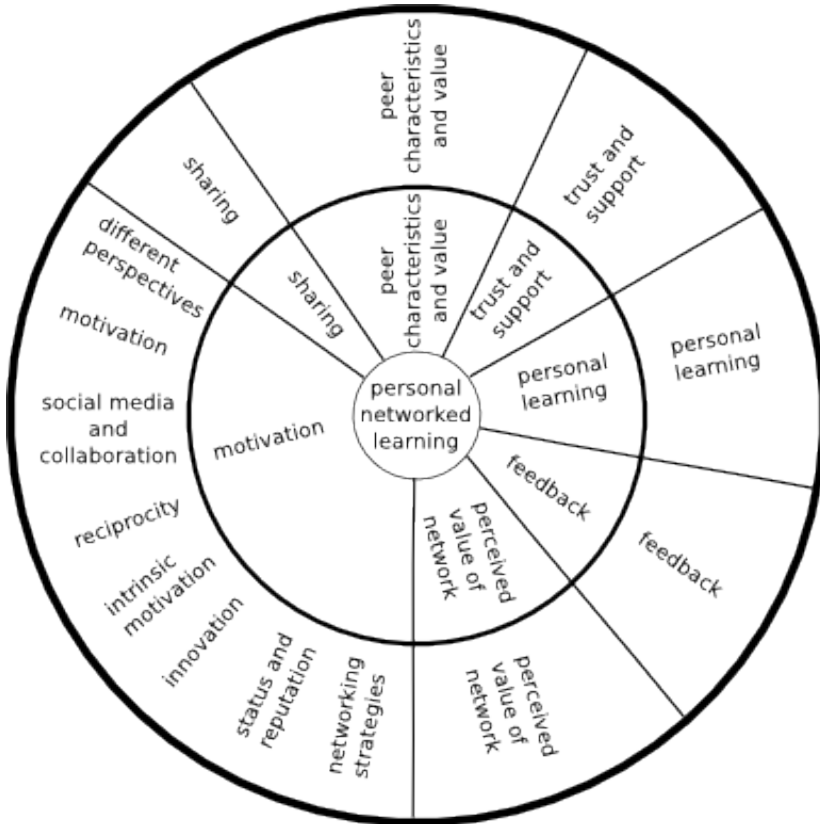 peer
characteristics
and value
trust and
support
personal
learning
feedback
perceived
value of
network
networking
strategies
status and
reputation
innovation
intrinsic
motivation
reciprocity
social media
and
collaboration
motivation
different
perspectives
sharing
peer
characteristics
and value
trust and
support
personal
learning
feedback
perceived
value of
network
motivation
sharing
personal
networked
learning